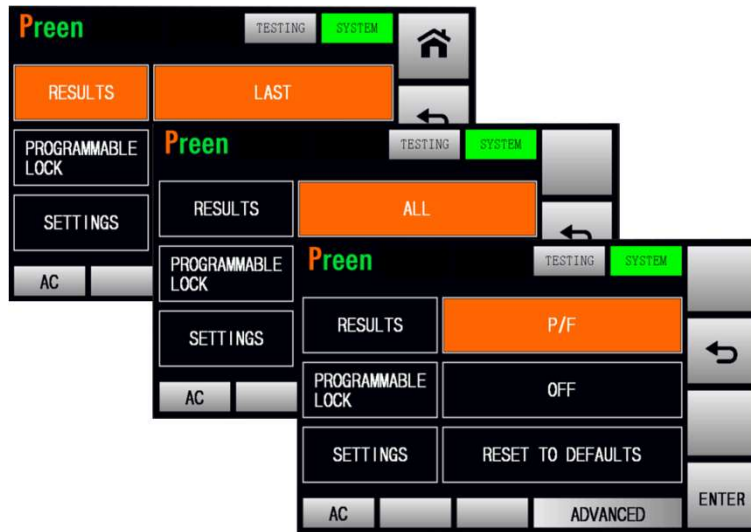 Preen TESTING SYSTEM
RESULTS LAST
PROGRAMMABLE
LOCK
SETTINGS
AC
Preen TESTING SYSTEM
RESULTS ALL
PROGRAMMABLE
LOCK
SETTINGS
AC
Preen TESTING SYSTEM
RESULTS P/F
PROGRAMMABLE
LOCK OFF
SETTINGS RESET TO DEFAULTS
AC ADVANCED ENTER